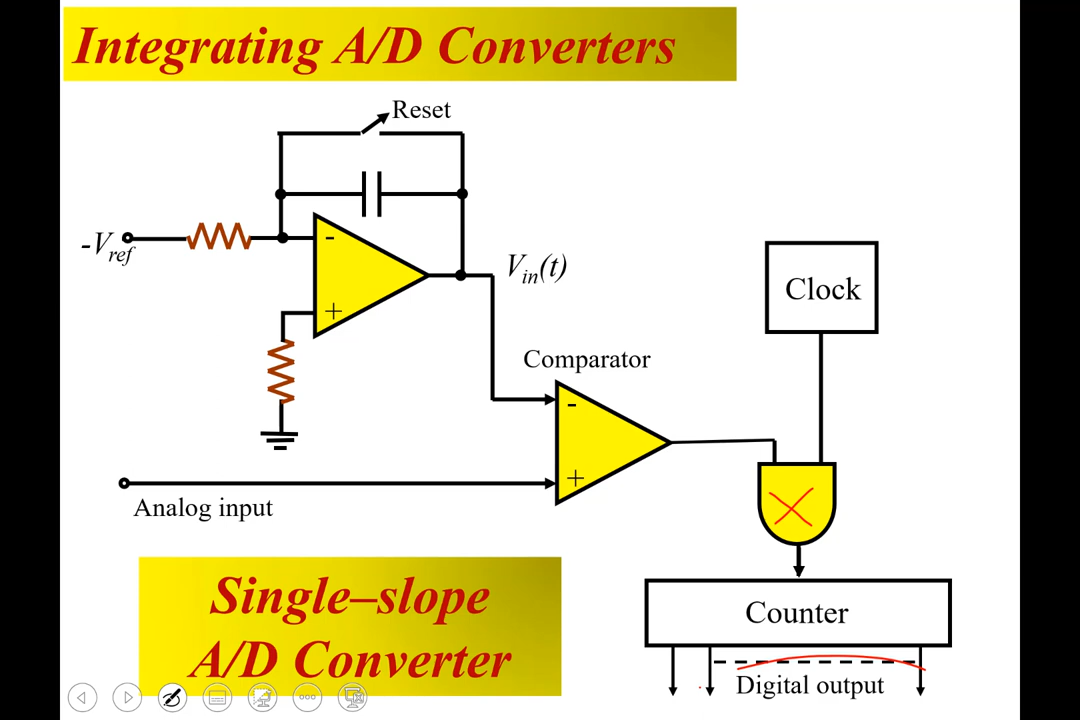 Integrating A/D Converters
Reset
-Vref
-
+
Vin(t)
Clock
Comparator
-
+
Analog input
Single–slope
A/D Converter
Counter
Digital output